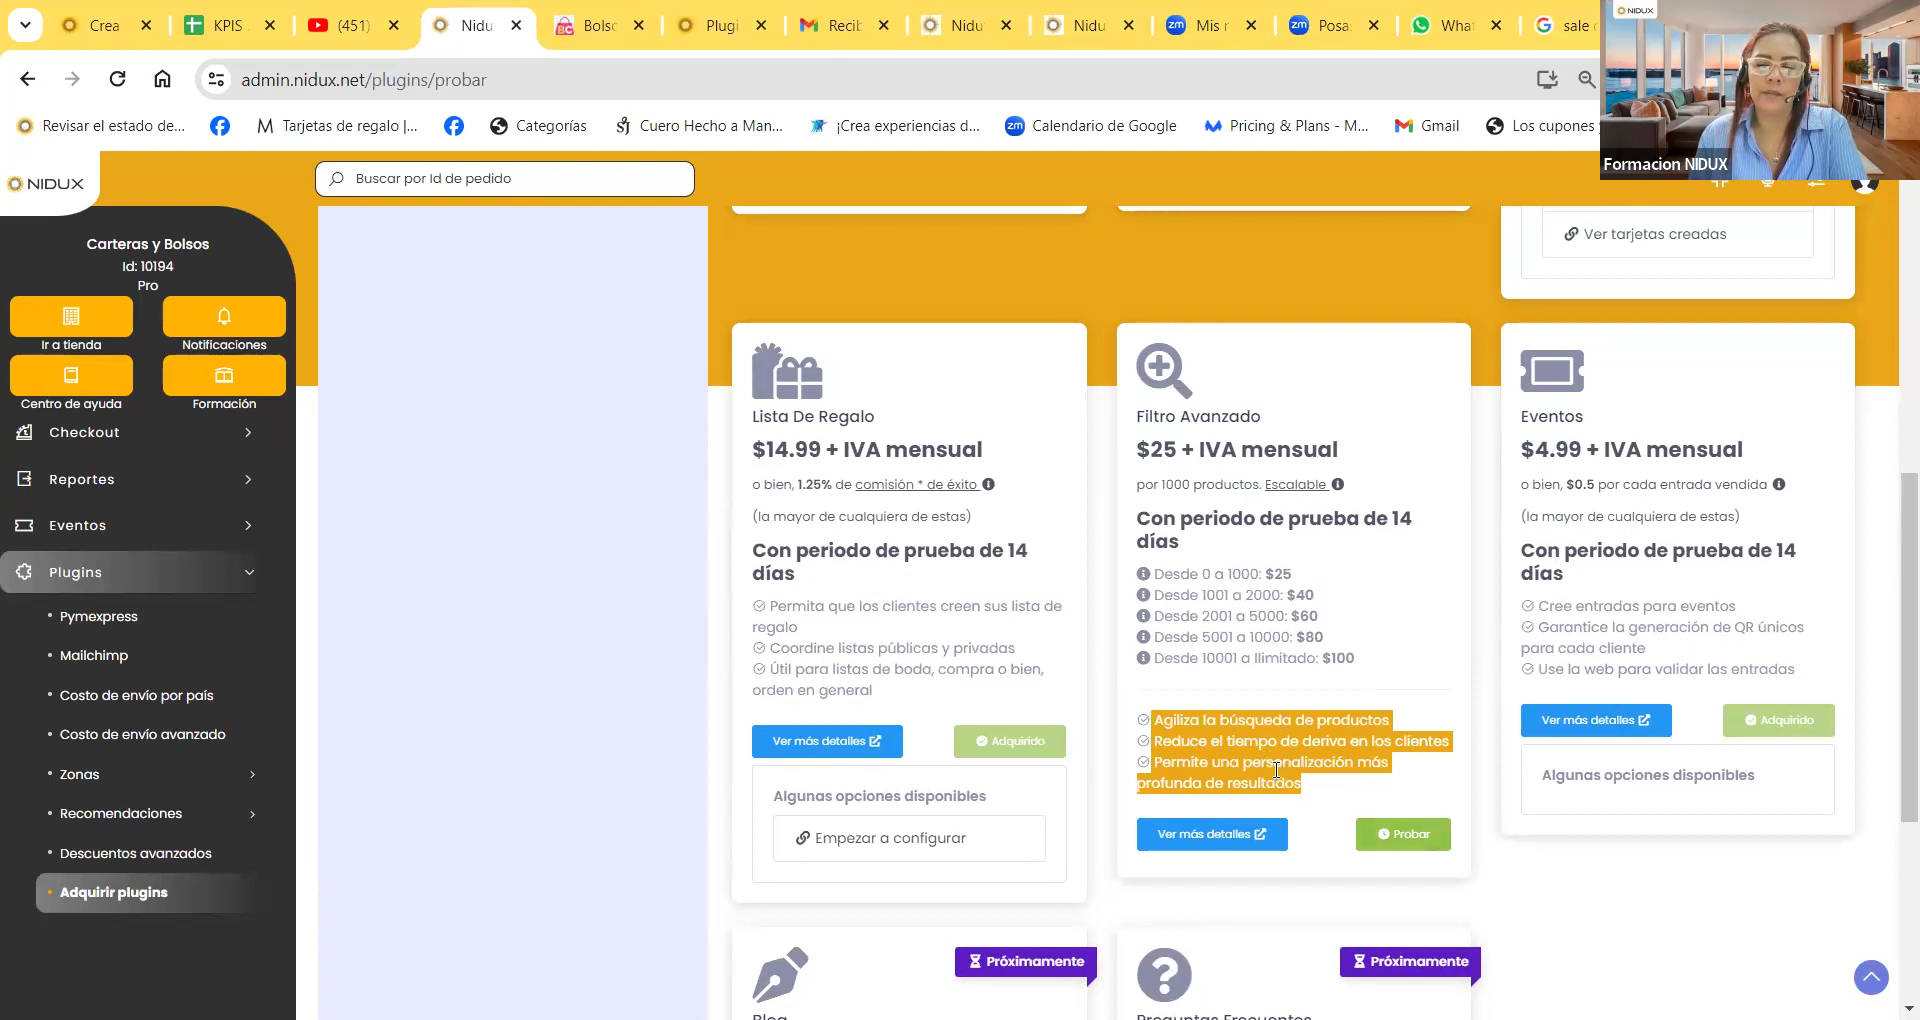 Crea
KPIS
(451)
Nidu
Bols
Plugi
Recib
Nidu
Nidu
zm
Mis r
zm
Posa
What
sale
admin.nidux.net/plugins/probar
Revisar el estado de...
Tarjetas de regalo |...
Categorías
Cuero Hecho a Man...
¡Crea experiencias d...
zm
Calendario de Google
Pricing & Plans - M...
Gmail
Los cupones
NIDUX
Formacion NIDUX
NIDUX
Buscar por Id de pedido
Carteras y Bolsos
Id: 10194
Pro
Ir a tienda
Notificaciones
Centro de ayuda
Formación
Checkout
Reportes
Eventos
Plugins
Pymexpress
Mailchimp
Costo de envío por país
Costo de envío avanzado
Zonas
Recomendaciones
Descuentos avanzados
Adquirir plugins
Ver tarjetas creadas
Lista De Regalo
$14.99 + IVA mensual
o bien, 1.25% de comisión * de éxito
(la mayor de cualquiera de estas)
Con periodo de prueba de 14
días
Permita que los clientes creen sus lista de
regalo
Coordine listas públicas y privadas
Útil para listas de boda, compra o bien,
orden en general
Ver más detalles
Adquirido
Algunas opciones disponibles
Empezar a configurar
Filtro Avanzado
$25 + IVA mensual
por 1000 productos. Escalable
Con periodo de prueba de 14
días
Desde 0 a 1000: $25
Desde 1001 a 2000: $40
Desde 2001 a 5000: $60
Desde 5001 a 10000: $80
Desde 10001 a Ilimitado: $100
Agiliza la búsqueda de productos
Reduce el tiempo de deriva en los clientes
Permite una personalización más
profunda de resultados
Ver más detalles
Probar
Eventos
$4.99 + IVA mensual
o bien, $0.5 por cada entrada vendida
(la mayor de cualquiera de estas)
Con periodo de prueba de 14
días
Cree entradas para eventos
Garantice la generación de QR únicos
para cada cliente
Use la web para validar las entradas
Ver más detalles
Adquirido
Algunas opciones disponibles
Próximamente
Blog
Próximamente
Preguntas Frecuentes